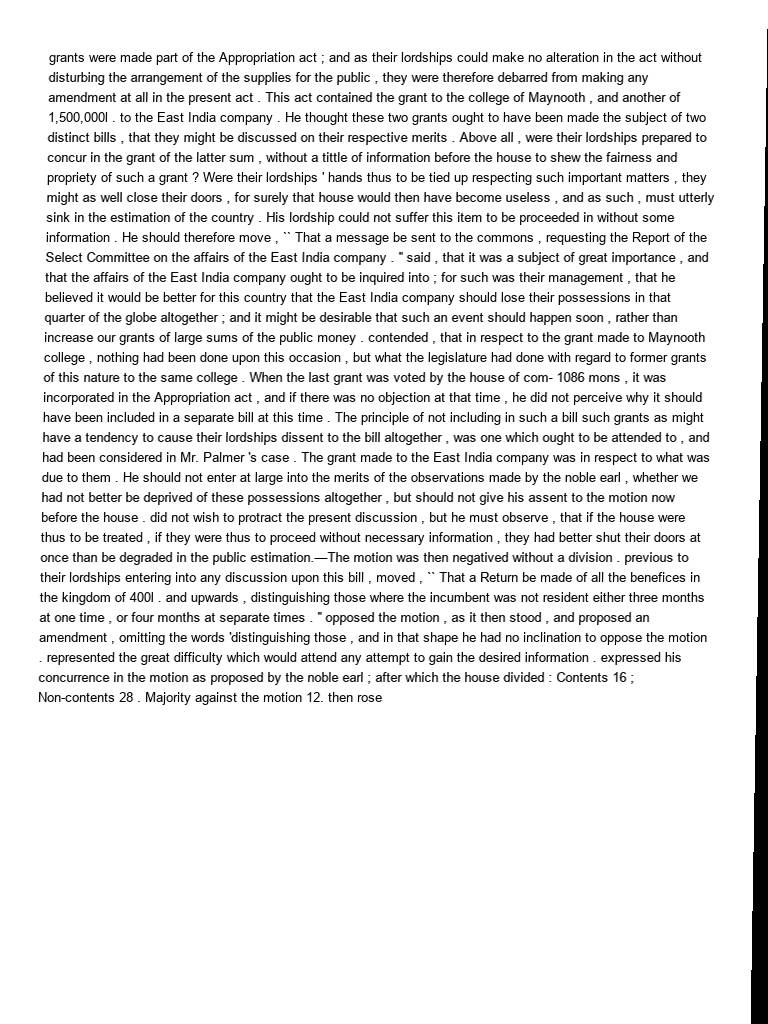 grants were made part of the Appropriation act ; and as their lordships could make no alteration in the act without
disturbing the arrangement of the supplies for the public , they were therefore debarred from making any
amendment at all in the present act . This act contained the grant to the college of Maynooth , and another of
1,500,000l . to the East India company . He thought these two grants ought to have been made the subject of two
distinct bills , that they might be discussed on their respective merits . Above all , were their lordships prepared to
concur in the grant of the latter sum , without a tittle of information before the house to shew the fairness and
propriety of such a grant ? Were their lordships ' hands thus to be tied up respecting such important matters , they
might as well close their doors , for surely that house would then have become useless , and as such , must utterly
sink in the estimation of the country . His lordship could not suffer this item to be proceeded in without some
information . He should therefore move , `` That a message be sent to the commons , requesting the Report of the
Select Committee on the affairs of the East India company . " said , that it was a subject of great importance , and
that the affairs of the East India company ought to be inquired into ; for such was their management , that he
believed it would be better for this country that the East India company should lose their possessions in that
quarter of the globe altogether ; and it might be desirable that such an event should happen soon , rather than
increase our grants of large sums of the public money . contended , that in respect to the grant made to Maynooth
college , nothing had been done upon this occasion , but what the legislature had done with regard to former grants
of this nature to the same college . When the last grant was voted by the house of com- 1086 mons , it was
incorporated in the Appropriation act , and if there was no objection at that time , he did not perceive why it should
have been included in a separate bill at this time . The principle of not including in such a bill such grants as might
have a tendency to cause their lordships dissent to the bill altogether , was one which ought to be attended to , and
had been considered in Mr. Palmer 's case . The grant made to the East India company was in respect to what was
due to them . He should not enter at large into the merits of the observations made by the noble earl , whether we
had not better be deprived of these possessions altogether , but should not give his assent to the motion now
before the house . did not wish to protract the present discussion , but he must observe , that if the house were
thus to be treated , if they were thus to proceed without necessary information , they had better shut their doors at
once than be degraded in the public estimation.—The motion was then negatived without a division . previous to
their lordships entering into any discussion upon this bill , moved , `` That a Return be made of all the benefices in
the kingdom of 400l . and upwards , distinguishing those where the incumbent was not resident either three months
at one time , or four months at separate times . " opposed the motion , as it then stood , and proposed an
amendment , omitting the words 'distinguishing those , and in that shape he had no inclination to oppose the motion
. represented the great difficulty which would attend any attempt to gain the desired information . expressed his
concurrence in the motion as proposed by the noble earl ; after which the house divided : Contents 16 ;
Non-contents 28 . Majority against the motion 12. then rose